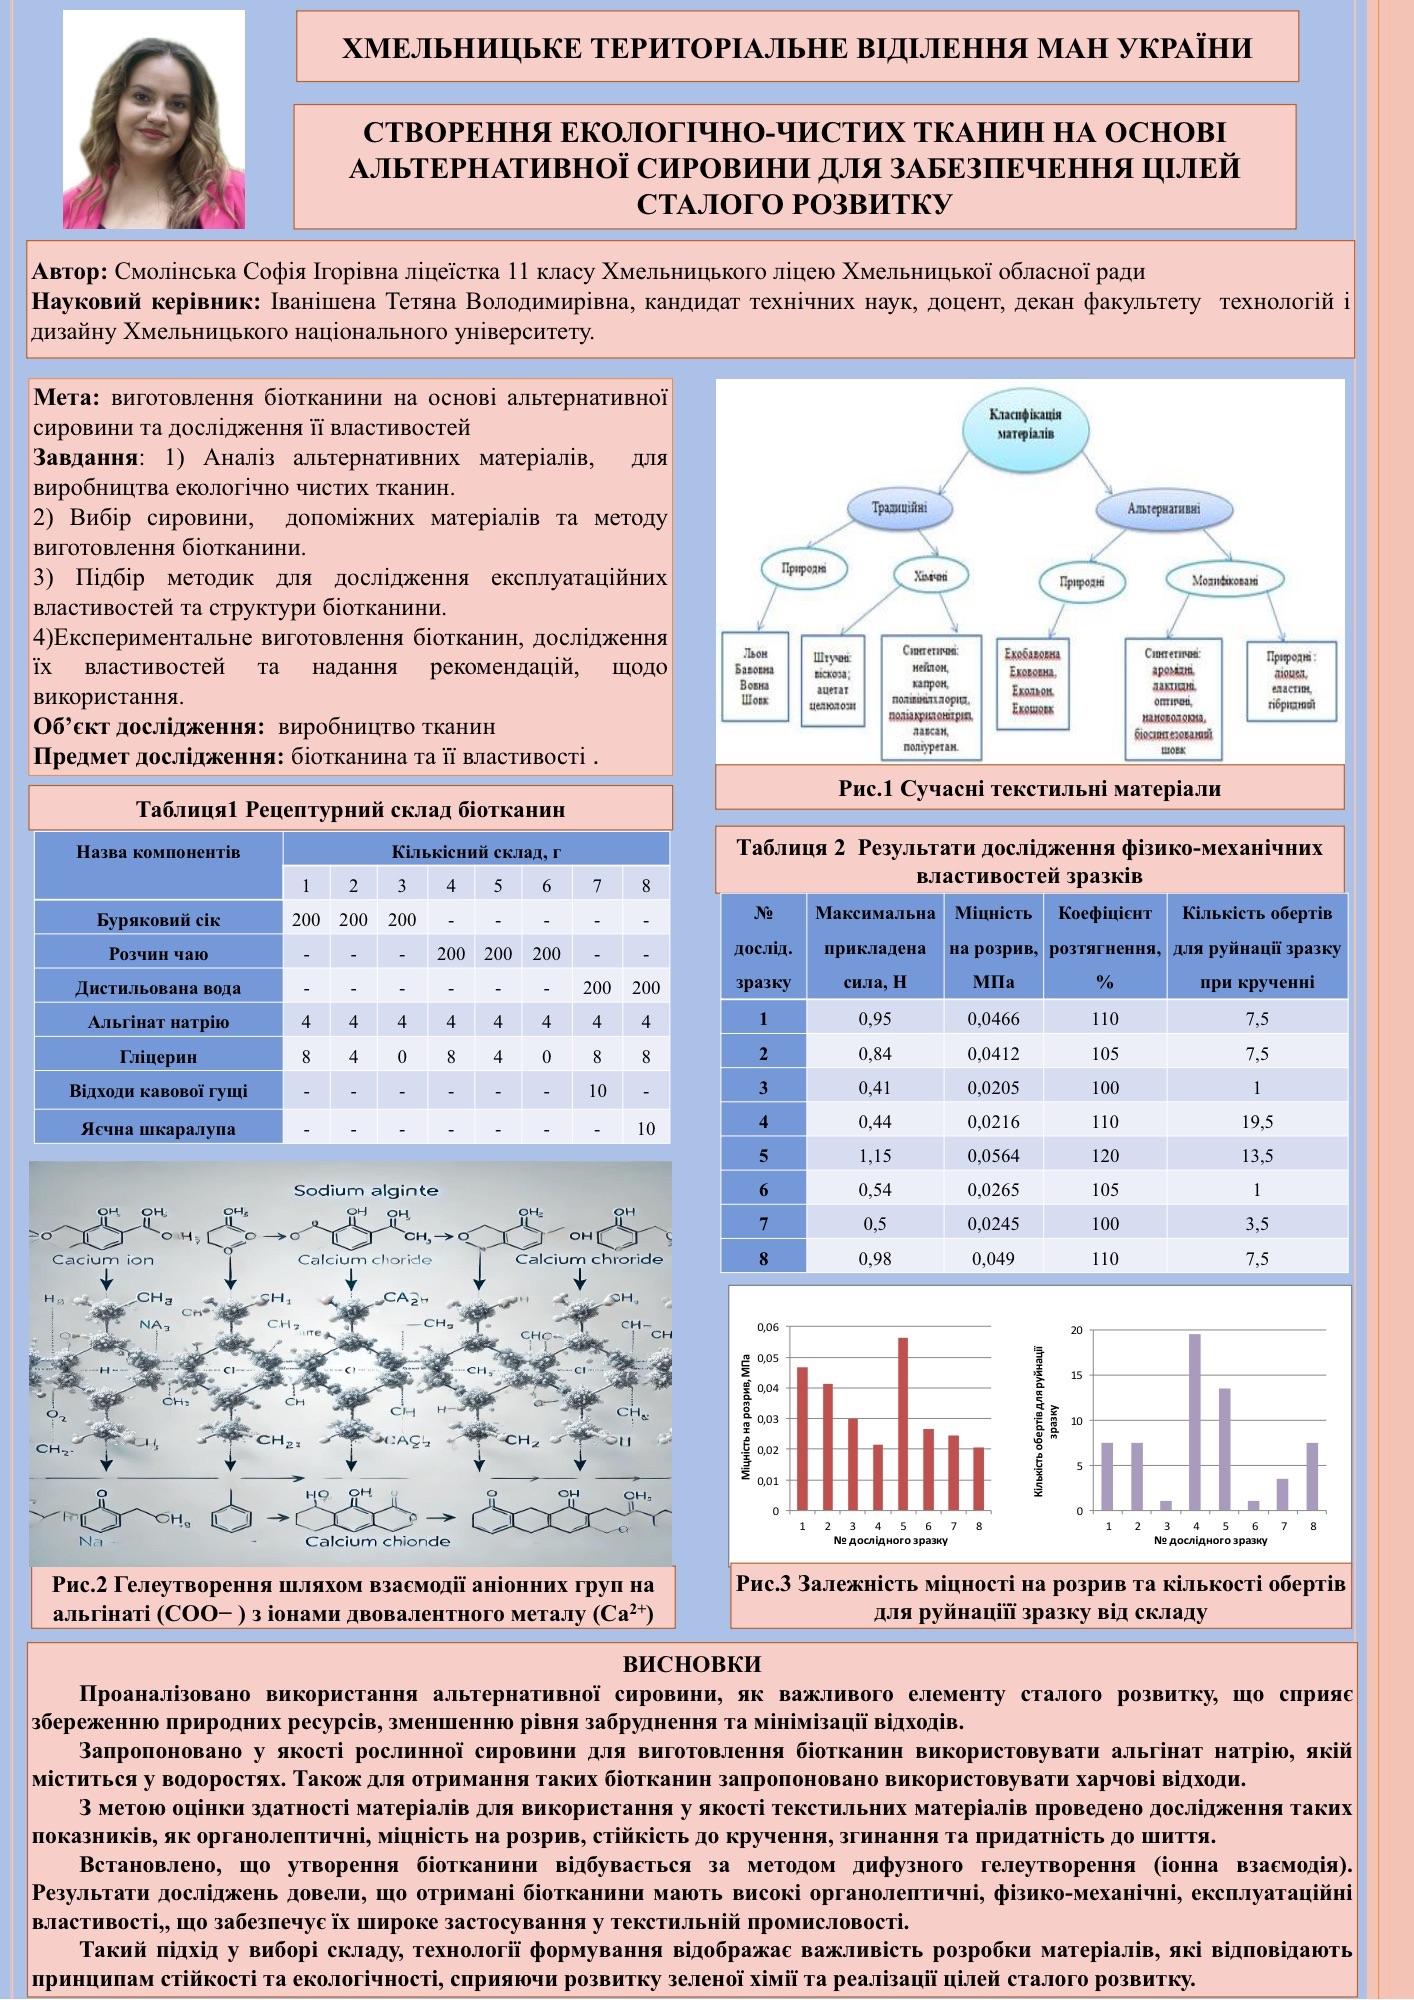 ХМЕЛЬНИЦЬКЕ ТЕРИТОРІАЛЬНЕ ВІДІЛЕННЯ МАН УКРАЇНИ
СТВОРЕННЯ ЕКОЛОГІЧНО-ЧИСТИХ ТКАНИН НА ОСНОВІ
АЛЬТЕРНАТИВНОЇ СИРОВИНИ ДЛЯ ЗАБЕЗПЕЧЕННЯ ЦІЛЕЙ
СТАЛОГО РОЗВИТКУ
Автор: Смолінська Софія Ігорівна ліцеїстка 11 класу Хмельницького ліцею Хмельницької обласної ради
Науковий керівник: Іванішена Тетяна Володимирівна, кандидат технічних наук, доцент, декан факультету технологій і
дизайну Хмельницького національного університету.
Мета: виготовлення біотканини на основі альтернативної
сировини та дослідження її властивостей
Завдання: 1) Аналіз альтернативних матеріалів, для
виробництва екологічно чистих тканин.
2) Вибір сировини, допоміжних матеріалів та методу
виготовлення біотканини.
3) Підбір методик для дослідження експлуатаційних
властивостей та структури біотканини.
4)Експериментальне виготовлення біотканин, дослідження
їх властивостей та надання рекомендацій, щодо
використання.
Об’єкт дослідження: виробництво тканин
Предмет дослідження: біотканина та її властивості .
Класифікація
матеріалів
Традиційні
Альтернативні
Природні
Хімічні
Природні
Модифіковані
Льон
Бавовна
Вовна
Шовк
Штучні:
віскоза;
ацетат
целюлози
Синтетичні:
нейлон,
капрон,
полівінілхлорид,
поліакрилонітрил,
лавсан,
поліуретан.
Екобавовна
Екововна,
Екольон,
Екошовк
Синтетичні:
аромідні,
лактидні,
оптичні,
нановолокна,
біосинтезований
шовк
Природні :
ліоцел,
еластин,
гібридний
Рис.1 Сучасні текстильні матеріали
Таблиця1 Рецептурний склад біотканин
Назва компонентів Кількісний склад, г
1 2 3 4 5 6 7 8
Буряковий сік 200 200 200 - - - - -
Розчин чаю - - - 200 200 200 - -
Дистильована вода - - - - - - 200 200
Альгінат натрію 4 4 4 4 4 4 4 4
Гліцерин 8 4 0 8 4 0 8 8
Відходи кавової гущі - - - - - - 10 -
Яєчна шкаралупа - - - - - - - 10
Таблиця 2 Результати дослідження фізико-механічних
властивостей зразків
№ Максимальна Міцність Коефіцієнт Кількість обертів
дослід. прикладена на розрив, розтягнення, для руйнації зразку
зразку сила, Н МПа % при крученні
1 0,95 0,0466 110 7,5
2 0,84 0,0412 105 7,5
3 0,41 0,0205 100 1
4 0,44 0,0216 110 19,5
5 1,15 0,0564 120 13,5
6 0,54 0,0265 105 1
7 0,5 0,0245 100 3,5
8 0,98 0,049 110 7,5
Sodium alginte
Cacium ion
Calcium choride
Calcium chroride
Calcium chionde
Рис.2 Гелеутворення шляхом взаємодії аніонних груп на
альгінаті (COO− ) з іонами двовалентного металу (Ca2+)
Міцність на розрив, МПа
0,06
0,05
0,04
0,03
0,02
0,01
0
1 2 3 4 5 6 7 8
№ дослідного зразку
Кількість обертів для руйнації
зразку
20
15
10
5
0
1 2 3 4 5 6 7 8
№ дослідного зразку
Рис.3 Залежність міцності на розрив та кількості обертів
для руйнаціїї зразку від складу
ВИСНОВКИ
Проаналізовано використання альтернативної сировини, як важливого елементу сталого розвитку, що сприяє
збереженню природних ресурсів, зменшенню рівня забруднення та мінімізації відходів.
Запропоновано у якості рослинної сировини для виготовлення біотканин використовувати альгінат натрію, якій
міститься у водоростях. Також для отримання таких біотканин запропоновано використовувати харчові відходи.
З метою оцінки здатності матеріалів для використання у якості текстильних матеріалів проведено дослідження таких
показників, як органолептичні, міцність на розрив, стійкість до кручення, згинання та придатність до шиття.
Встановлено, що утворення біотканини відбувається за методом дифузного гелеутворення (іонна взаємодія).
Результати досліджень довели, що отримані біотканини мають високі органолептичні, фізико-механічні, експлуатаційні
властивості,, що забезпечує їх широке застосування у текстильній промисловості.
Такий підхід у виборі складу, технології формування відображає важливість розробки матеріалів, які відповідають
принципам стійкості та екологічності, сприяючи розвитку зеленої хімії та реалізації цілей сталого розвитку.